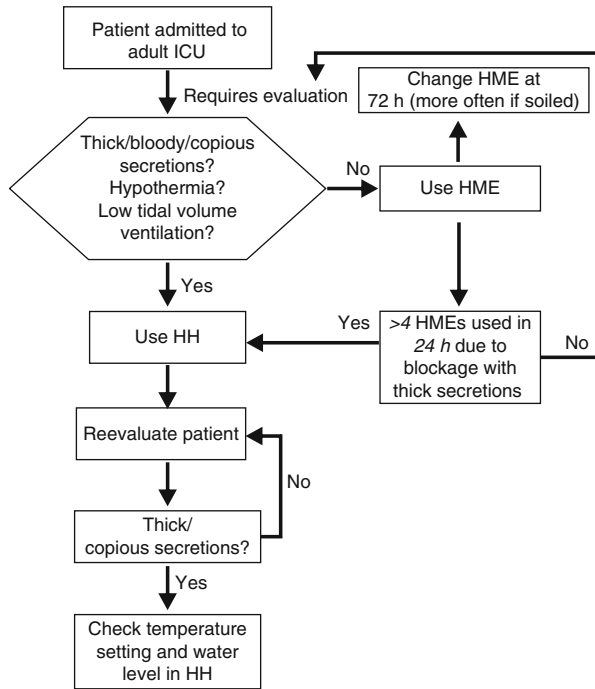 Patient admitted to
adult ICU
Requires evaluation
Change HME at
72 h (more often if soiled)
Thick/bloody/copious
secretions?
Hypothermia?
Low tidal volume
ventilation?
No
Use HME
Yes
Use HH
Yes
>4 HMEs used in
24 h due to
blockage with
thick secretions
No
Reevaluate patient
No
Thick/
copious secretions?
Yes
Check temperature
setting and water
level in HH